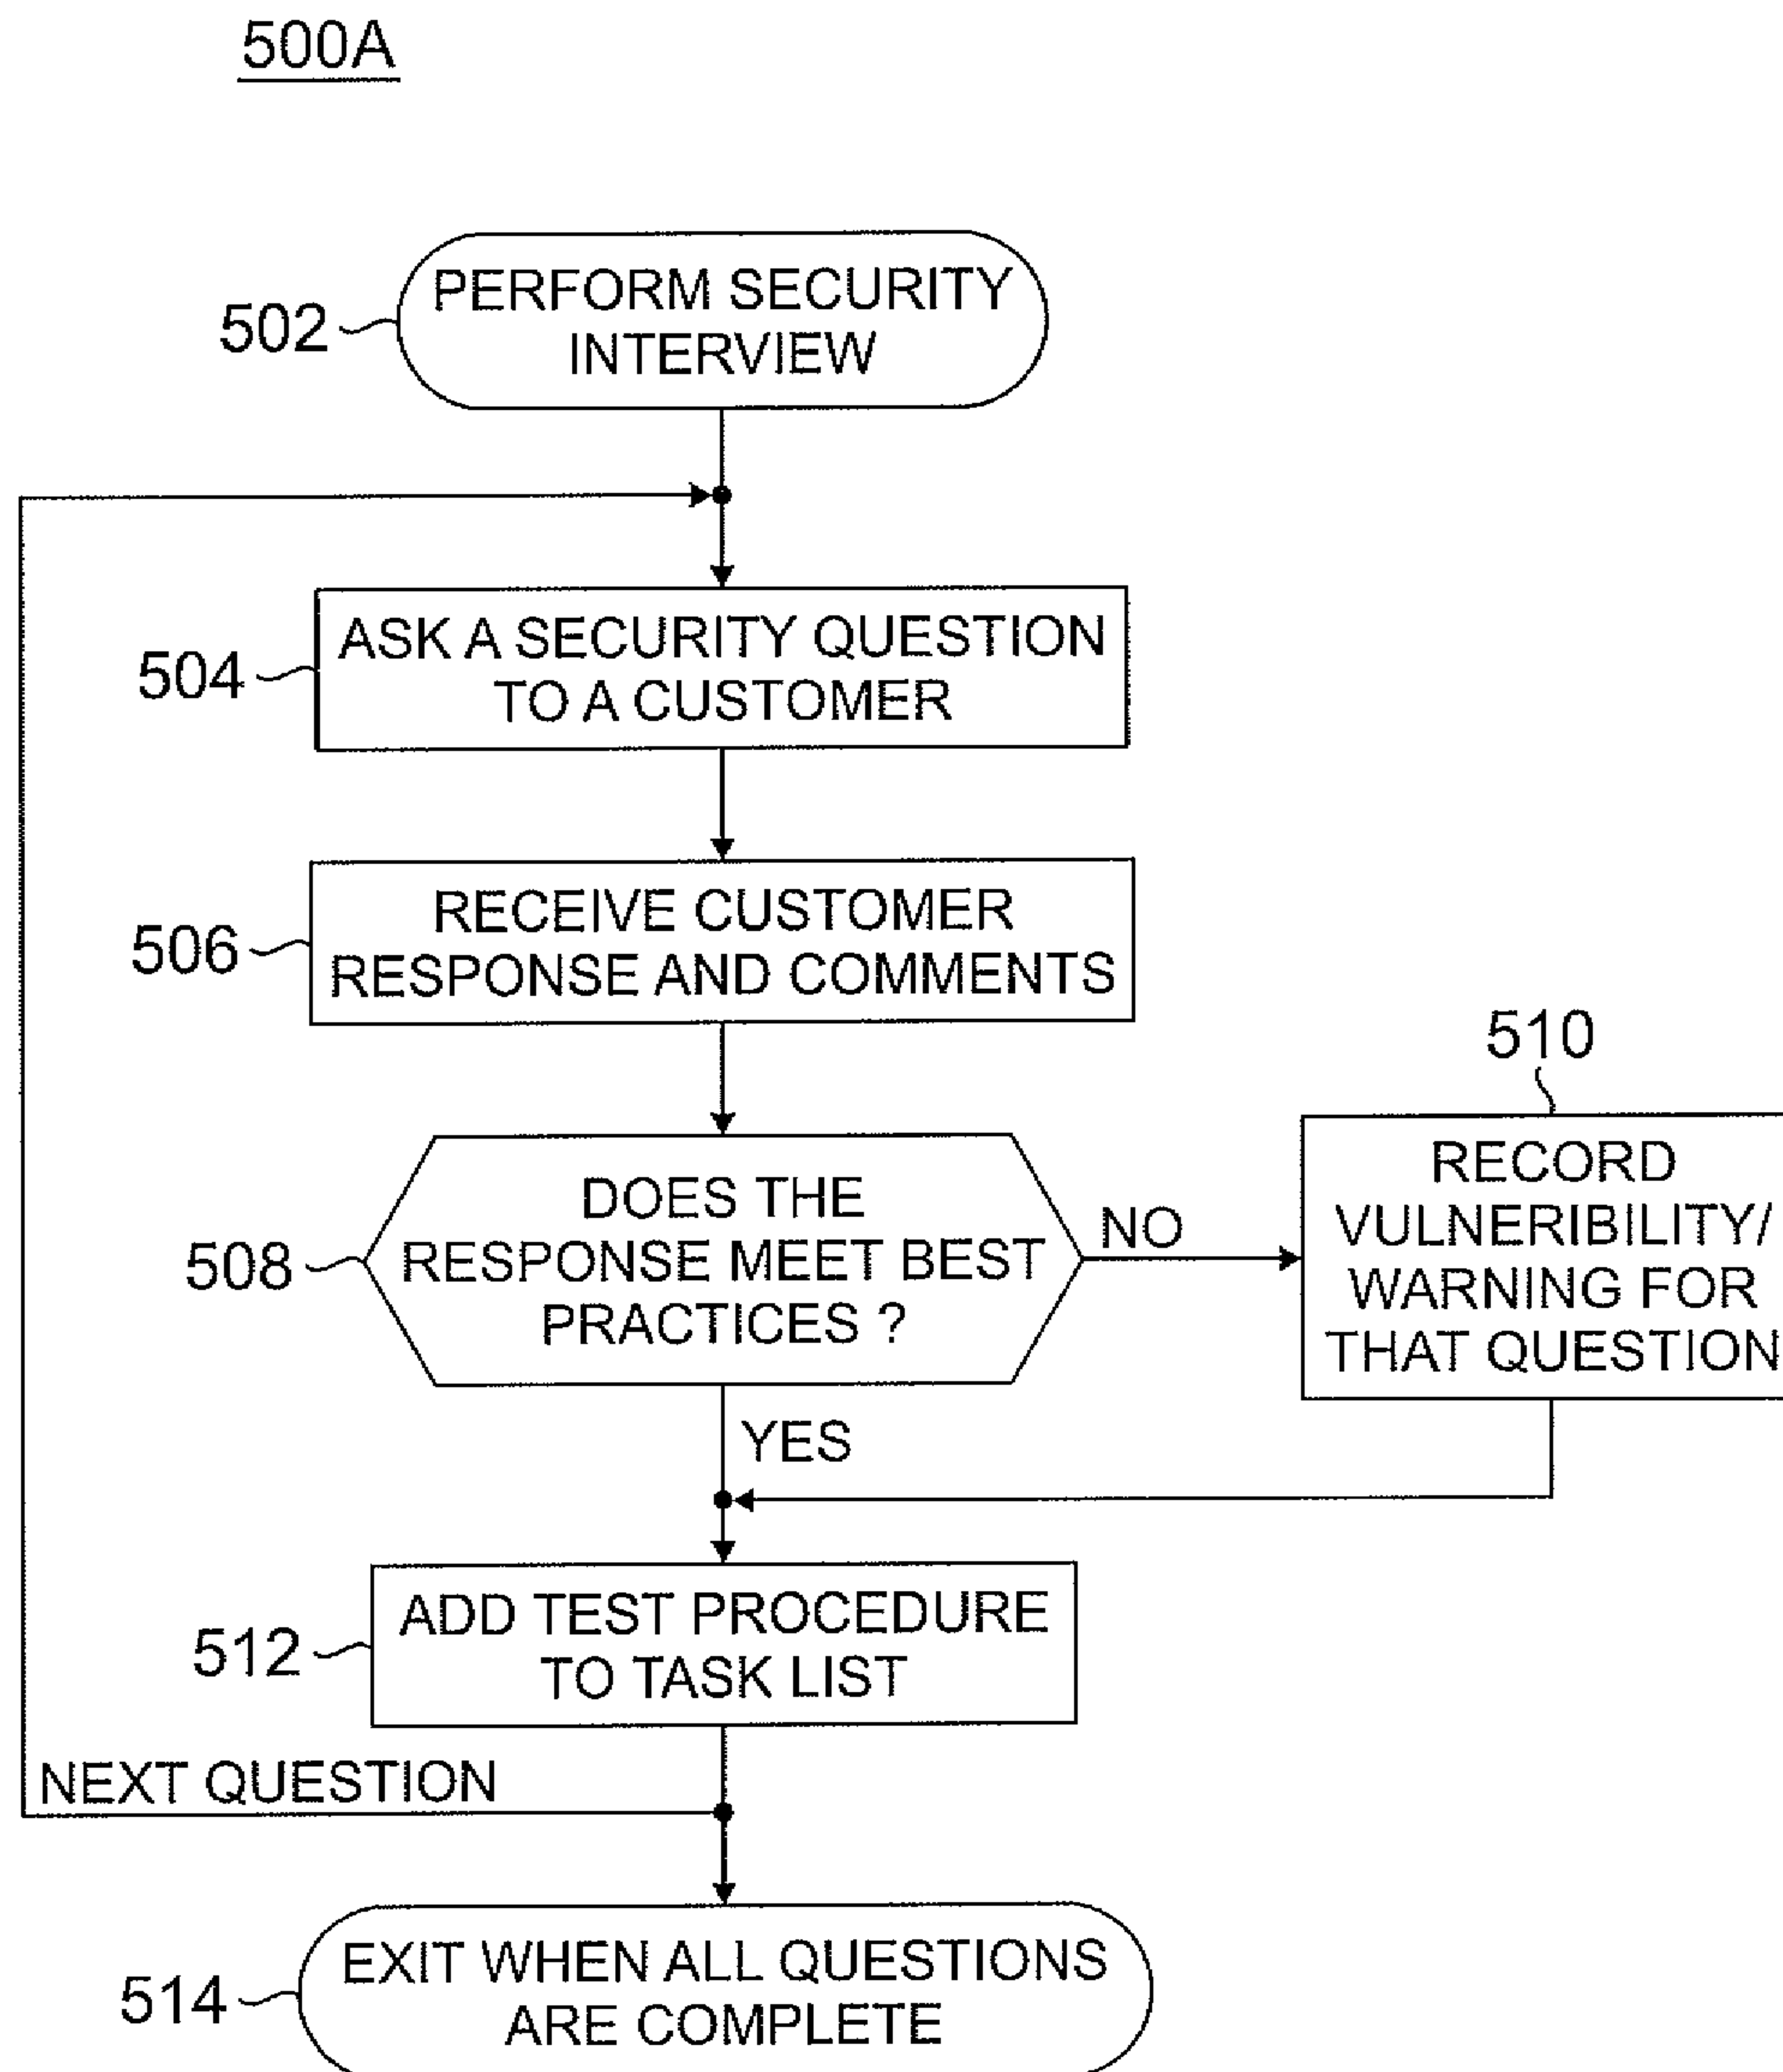 500A
502
PERFORM SECURITY
INTERVIEW
504
ASK A SECURITY QUESTION
TO A CUSTOMER
506
RECEIVE CUSTOMER
RESPONSE AND COMMENTS
508
DOES THE
RESPONSE MEET BEST
PRACTICES ?
NO
510
RECORD
VULNERIBILITY/
WARNING FOR
THAT QUESTION
YES
512
ADD TEST PROCEDURE
TO TASK LIST
NEXT QUESTION
514
EXIT WHEN ALL QUESTIONS
ARE COMPLETE